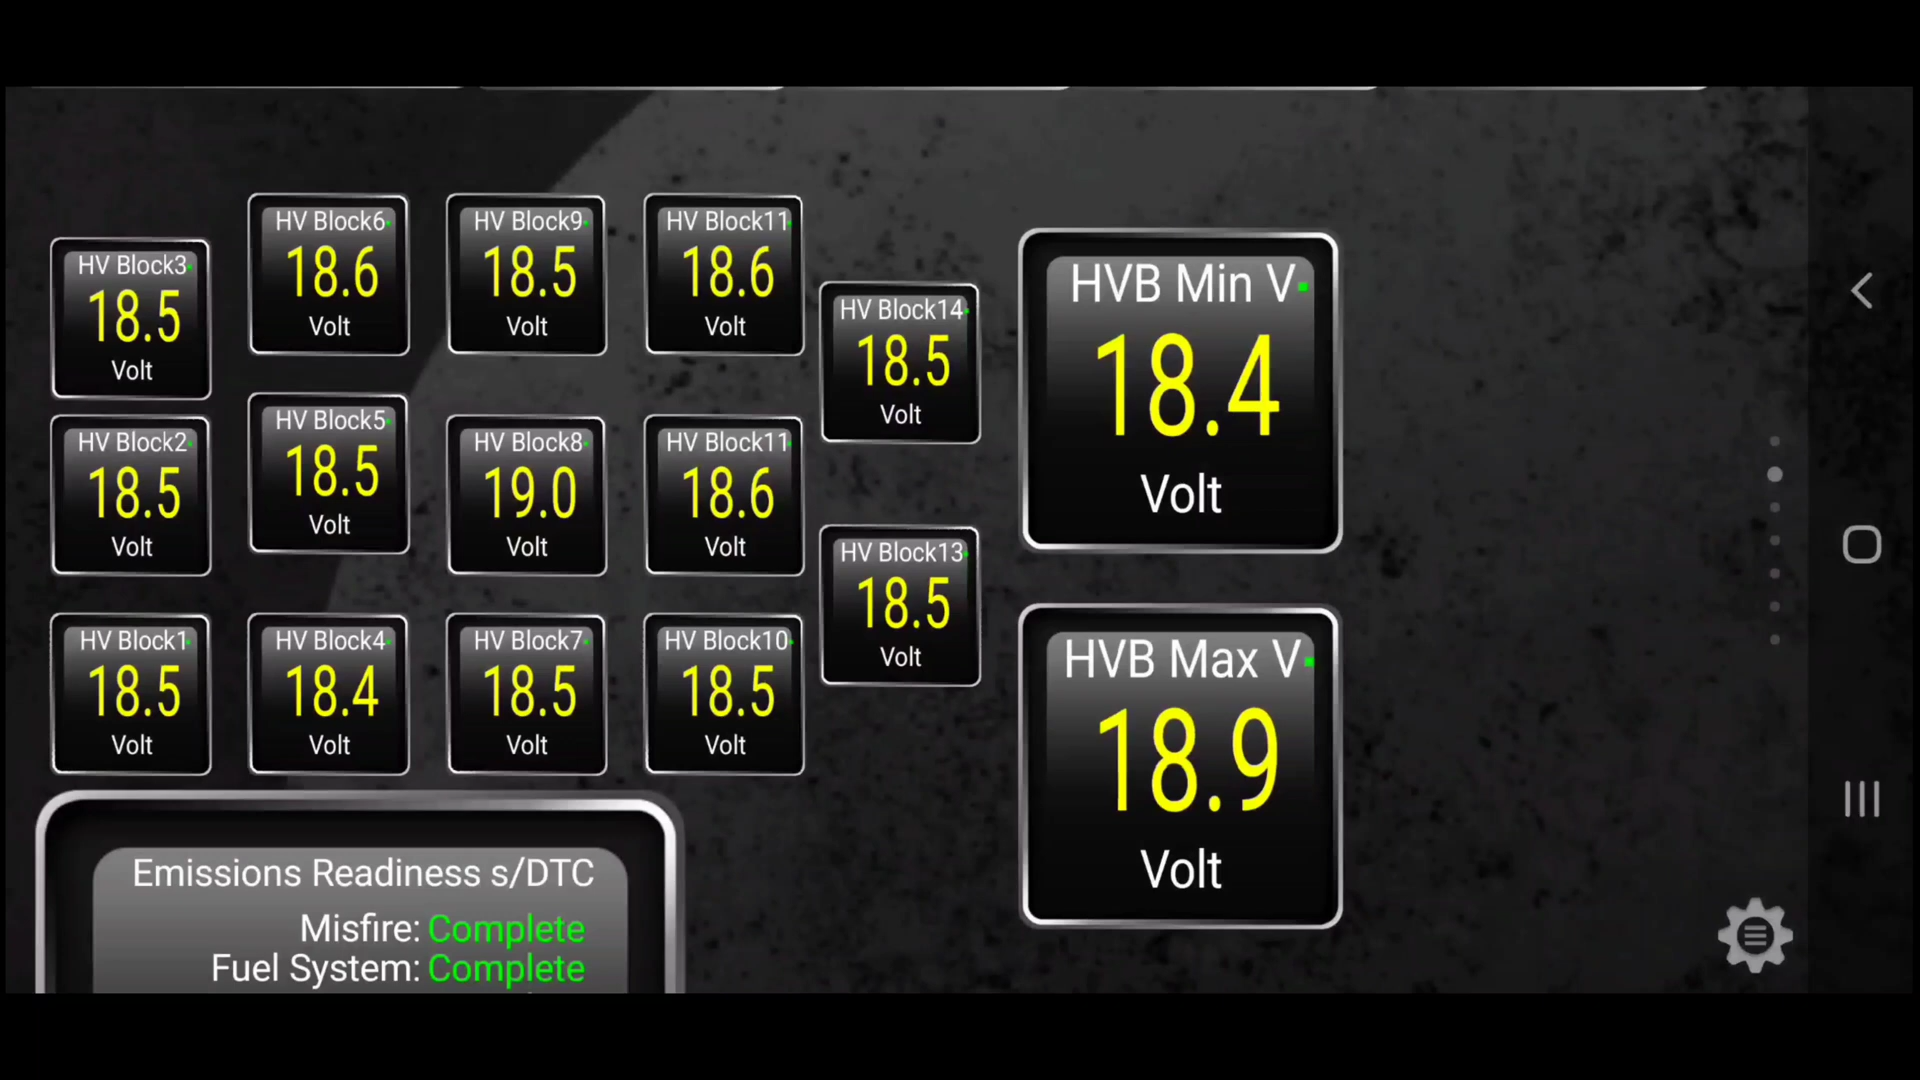 HV Block6
18.6
Volt
HV Block9
18.5
Volt
HV Block11
18.6
Volt
HV Block3
18.5
Volt
HV Block14
18.5
Volt
HVB Min V
18.4
Volt
HV Block5
18.5
Volt
HV Block2
18.5
Volt
HV Block8
19.0
Volt
HV Block11
18.6
Volt
HV Block13
18.5
Volt
HV Block1
18.5
Volt
HV Block4
18.4
Volt
HV Block7
18.5
Volt
HV Block10
18.5
Volt
HVB Max V
18.9
Volt
Emissions Readiness s/DTC
Misfire: Complete
Fuel System: Complete